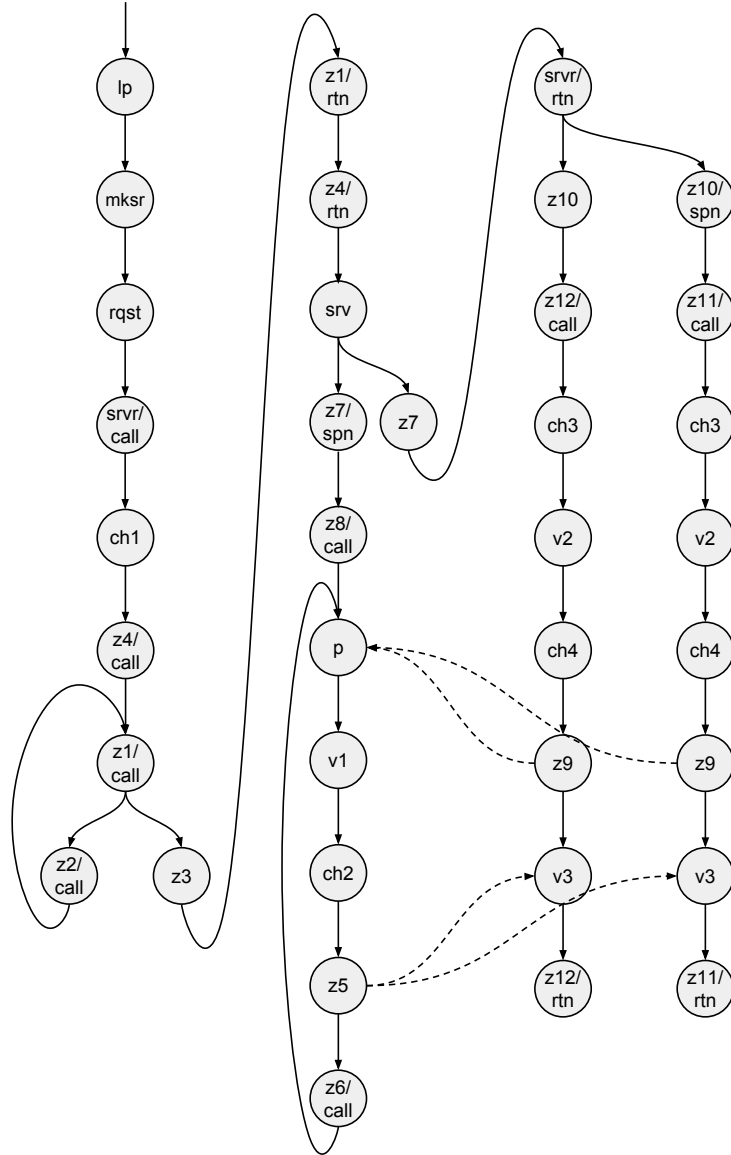 lp
mksr
rqst
srvr/
call
ch1
z4/
call
z1/
call
z2/
call
z3
z1/
rtn
z4/
rtn
srv
z7/
spn
z7
z8/
call
p
v1
ch2
z5
z6/
call
srvr/
rtn
z10
z12/
call
ch3
v2
ch4
z9
v3
z12/
rtn
z10/
spn
z11/
call
ch3
v2
ch4
z9
v3
z11/
rtn